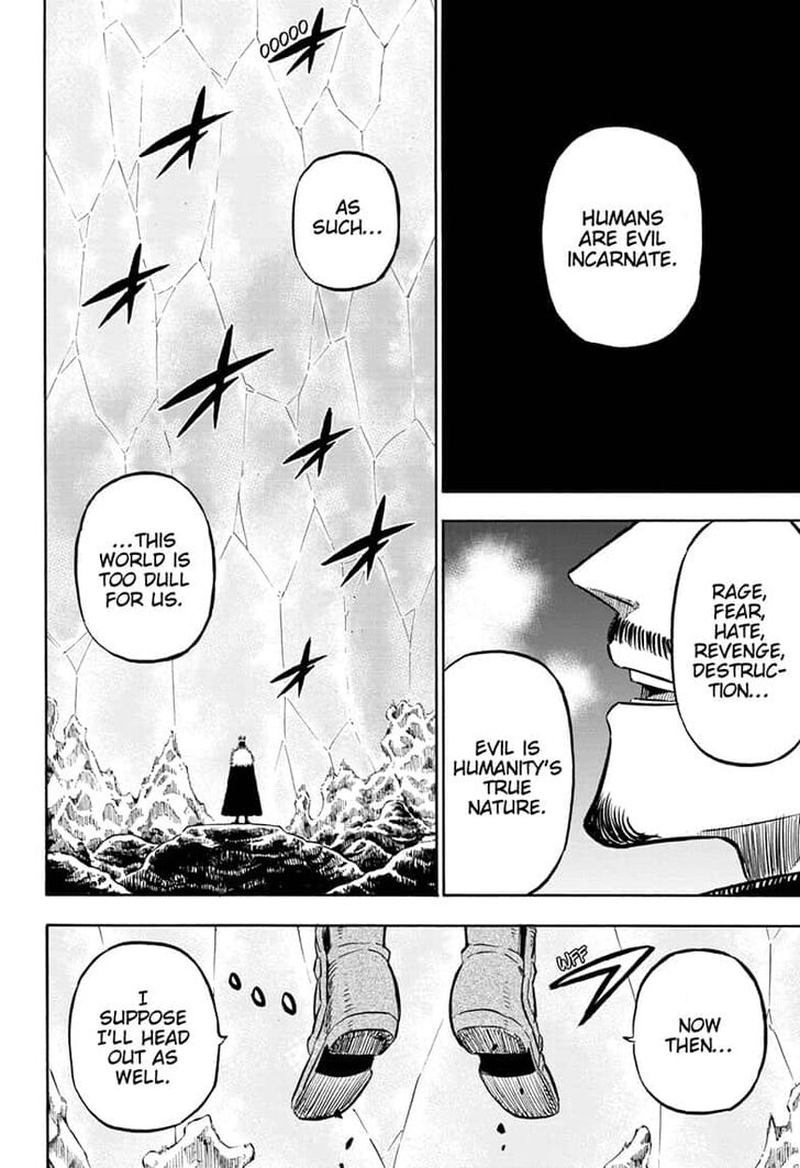 HUMANS
ARE EVIL
INCARNATE.
RAGE,
FEAR,
HATE,
REVENGE,
DESTRUC-
TION...
EVIL IS
HUMANITY'S
TRUE
NATURE.
OOOOO
AS
SUCH...
...THIS
WORLD IS
TOO DULL
FOR US.
NOW
THEN...
WFF
I
SUPPOSE
I'LL HEAD
OUT AS
WELL.